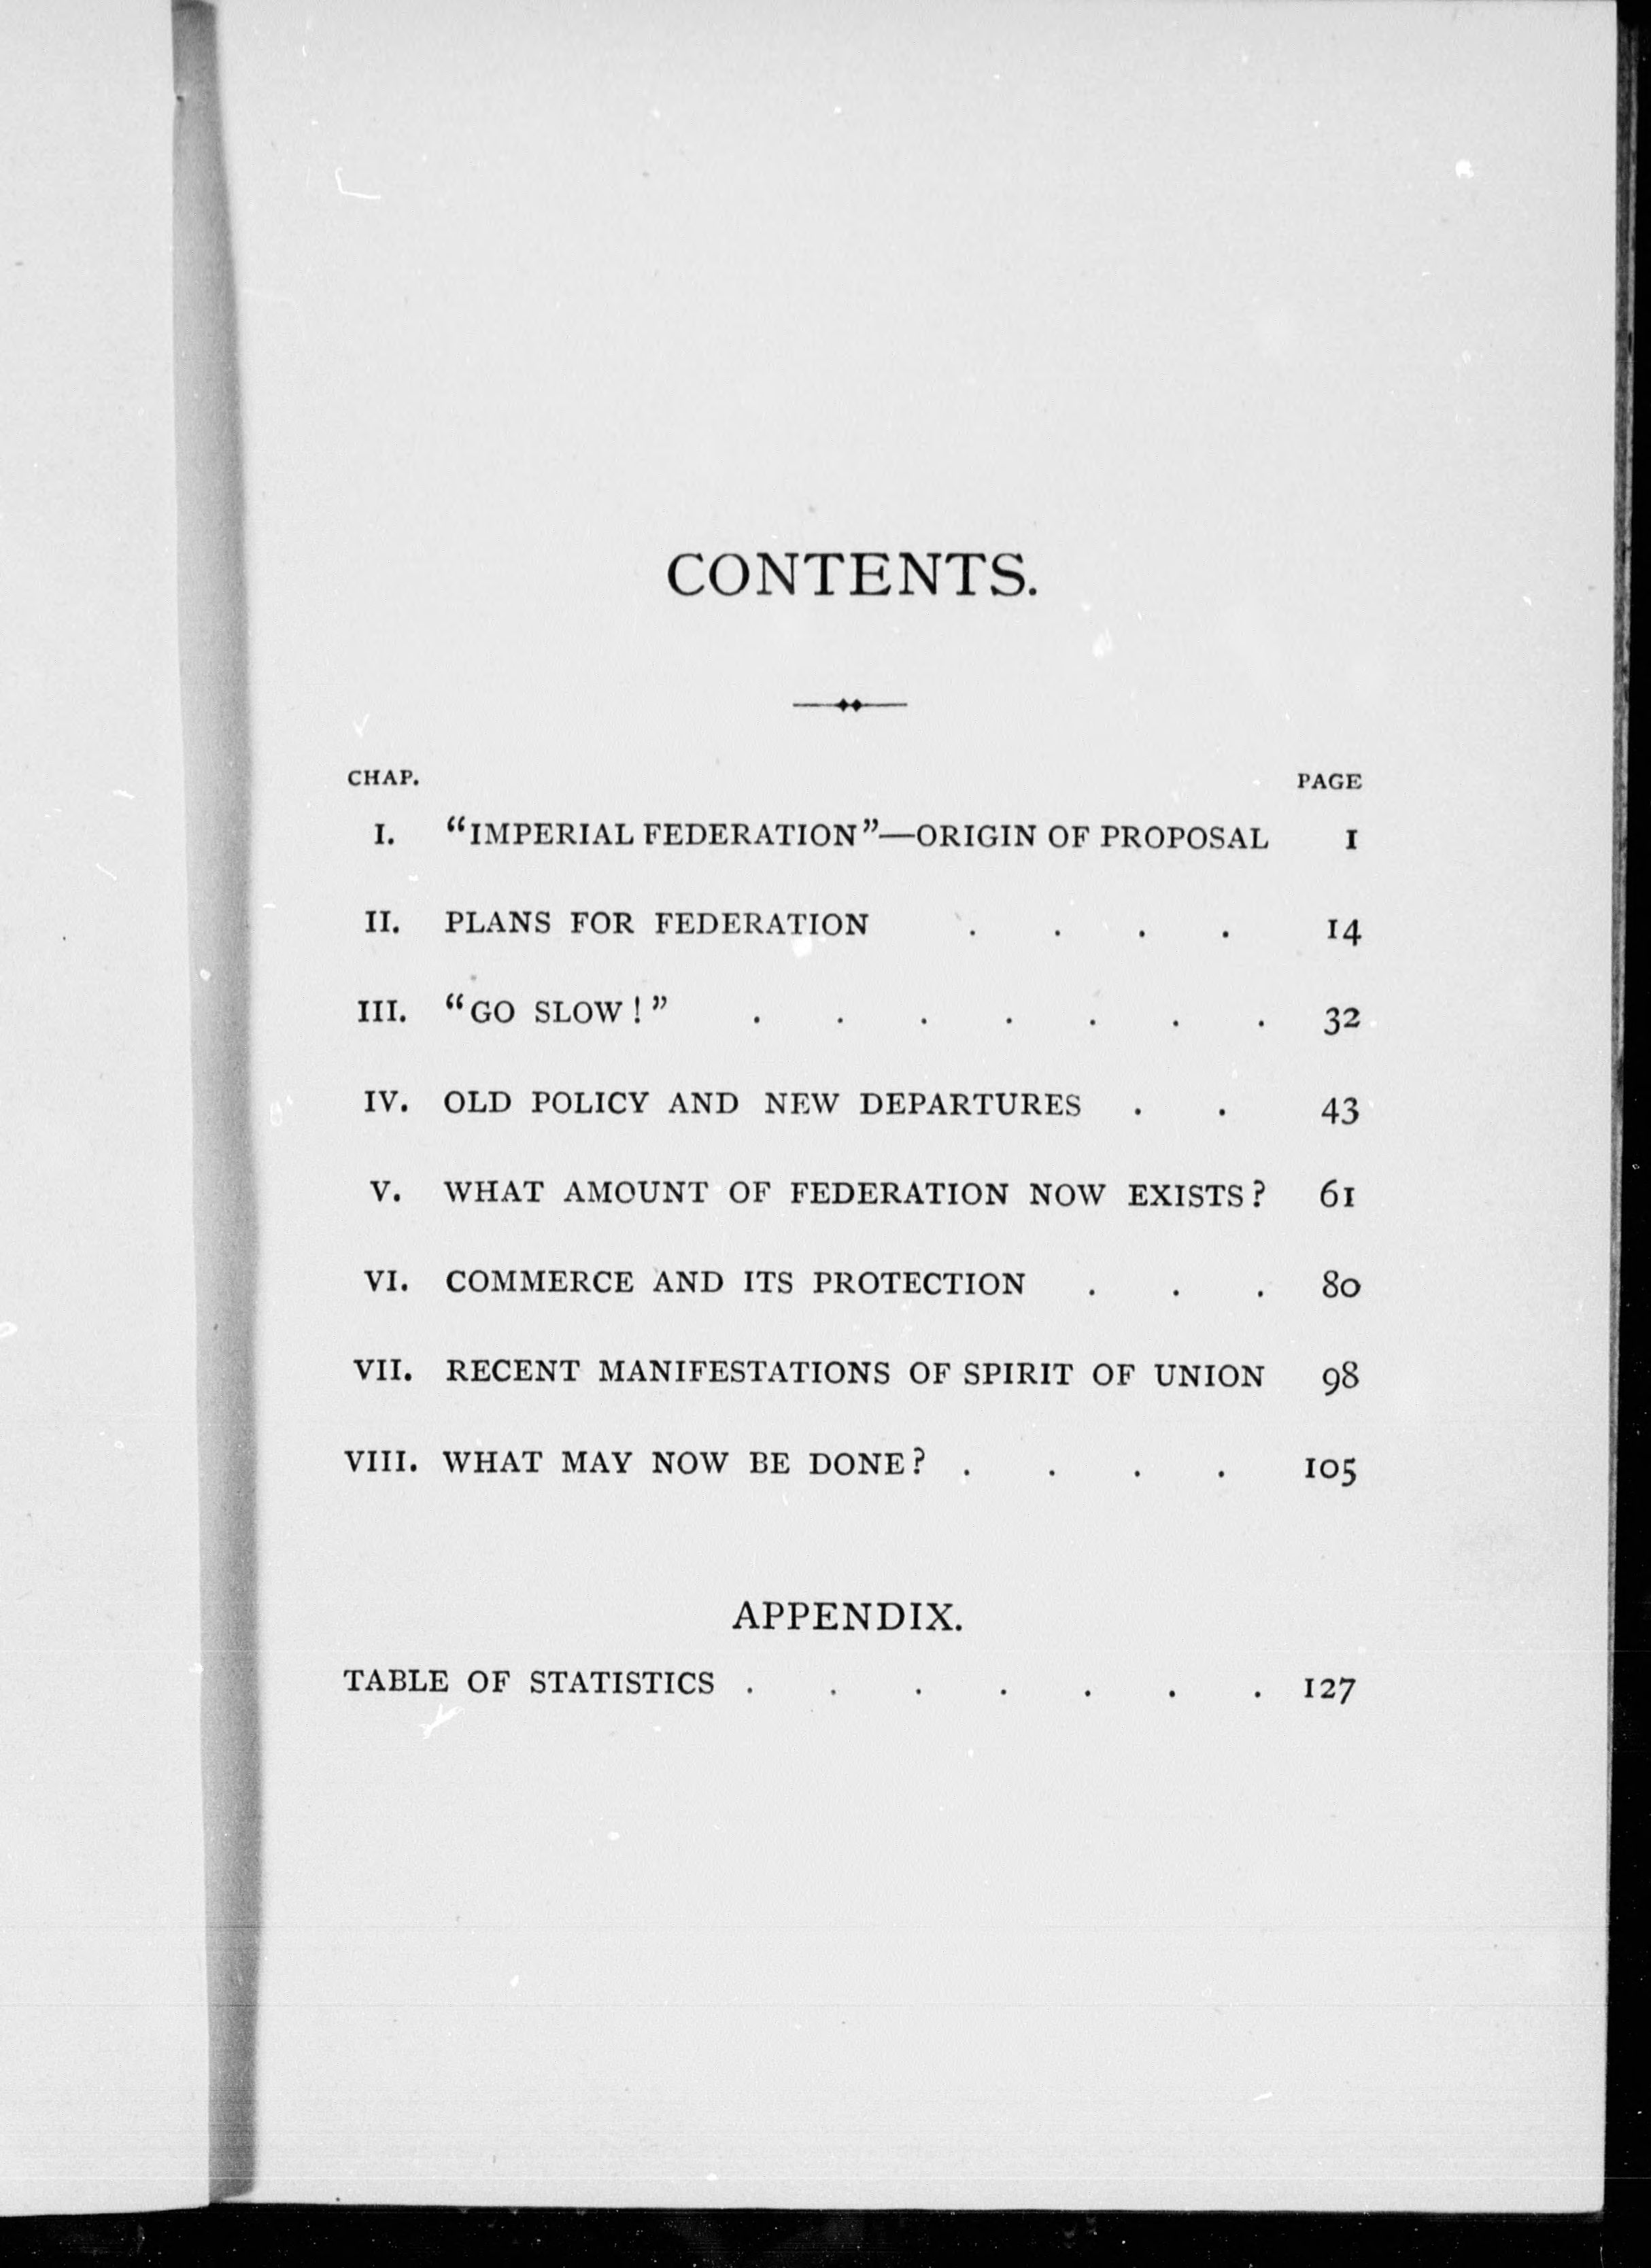 CONTENTS.
CHAP. PAGE
I. “IMPERIAL FEDERATION”—ORIGIN OF PROPOSAL 1
II. PLANS FOR FEDERATION . . . . 14
III. “GO SLOW!” . . . . . . . 32
IV. OLD POLICY AND NEW DEPARTURES . . 43
V. WHAT AMOUNT OF FEDERATION NOW EXISTS? 61
VI. COMMERCE AND ITS PROTECTION . . . 80
VII. RECENT MANIFESTATIONS OF SPIRIT OF UNION 98
VIII. WHAT MAY NOW BE DONE? . . . . 105
APPENDIX.
TABLE OF STATISTICS . . . . . . . 127